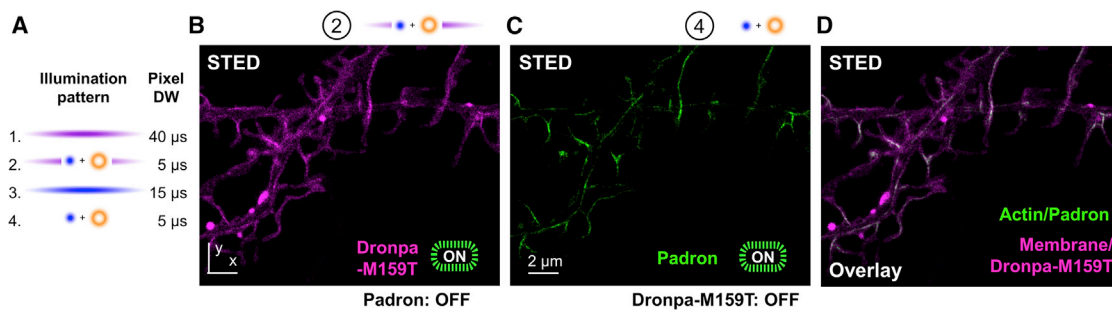 A
Illumination pattern
Pixel DW
1. 40 µs
2. + 5 µs
3. 15 µs
4. + 5 µs
B
2 +
STED
Dronpa
-M159T
ON
y
x
Padron: OFF
C
4 +
STED
Padron
ON
2 µm
Dronpa-M159T: OFF
D
Actin/Padron
Membrane/
Dronpa-M159T
Overlay